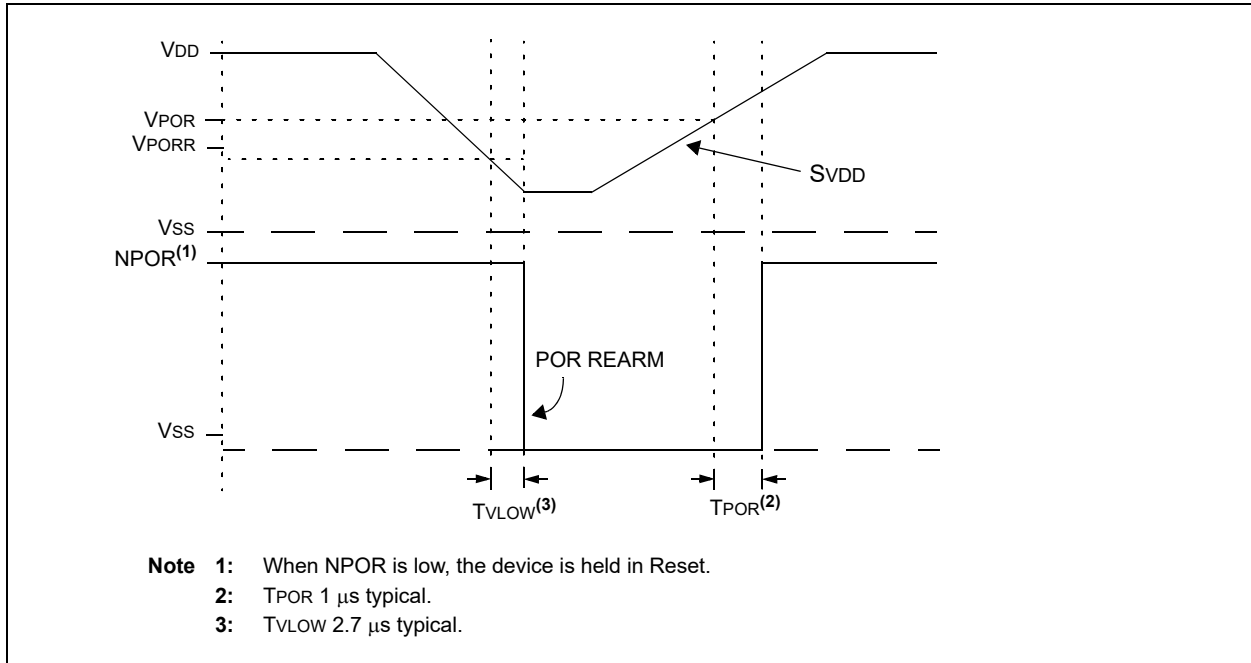 VDD
VPOR
VPORR
SVDD
VSS
NPOR(1)
POR REARM
VSS
TVLOW(3)
TPOR(2)
Note 1: When NPOR is low, the device is held in Reset.
2: TPOR 1 μs typical.
3: TVLOW 2.7 μs typical.